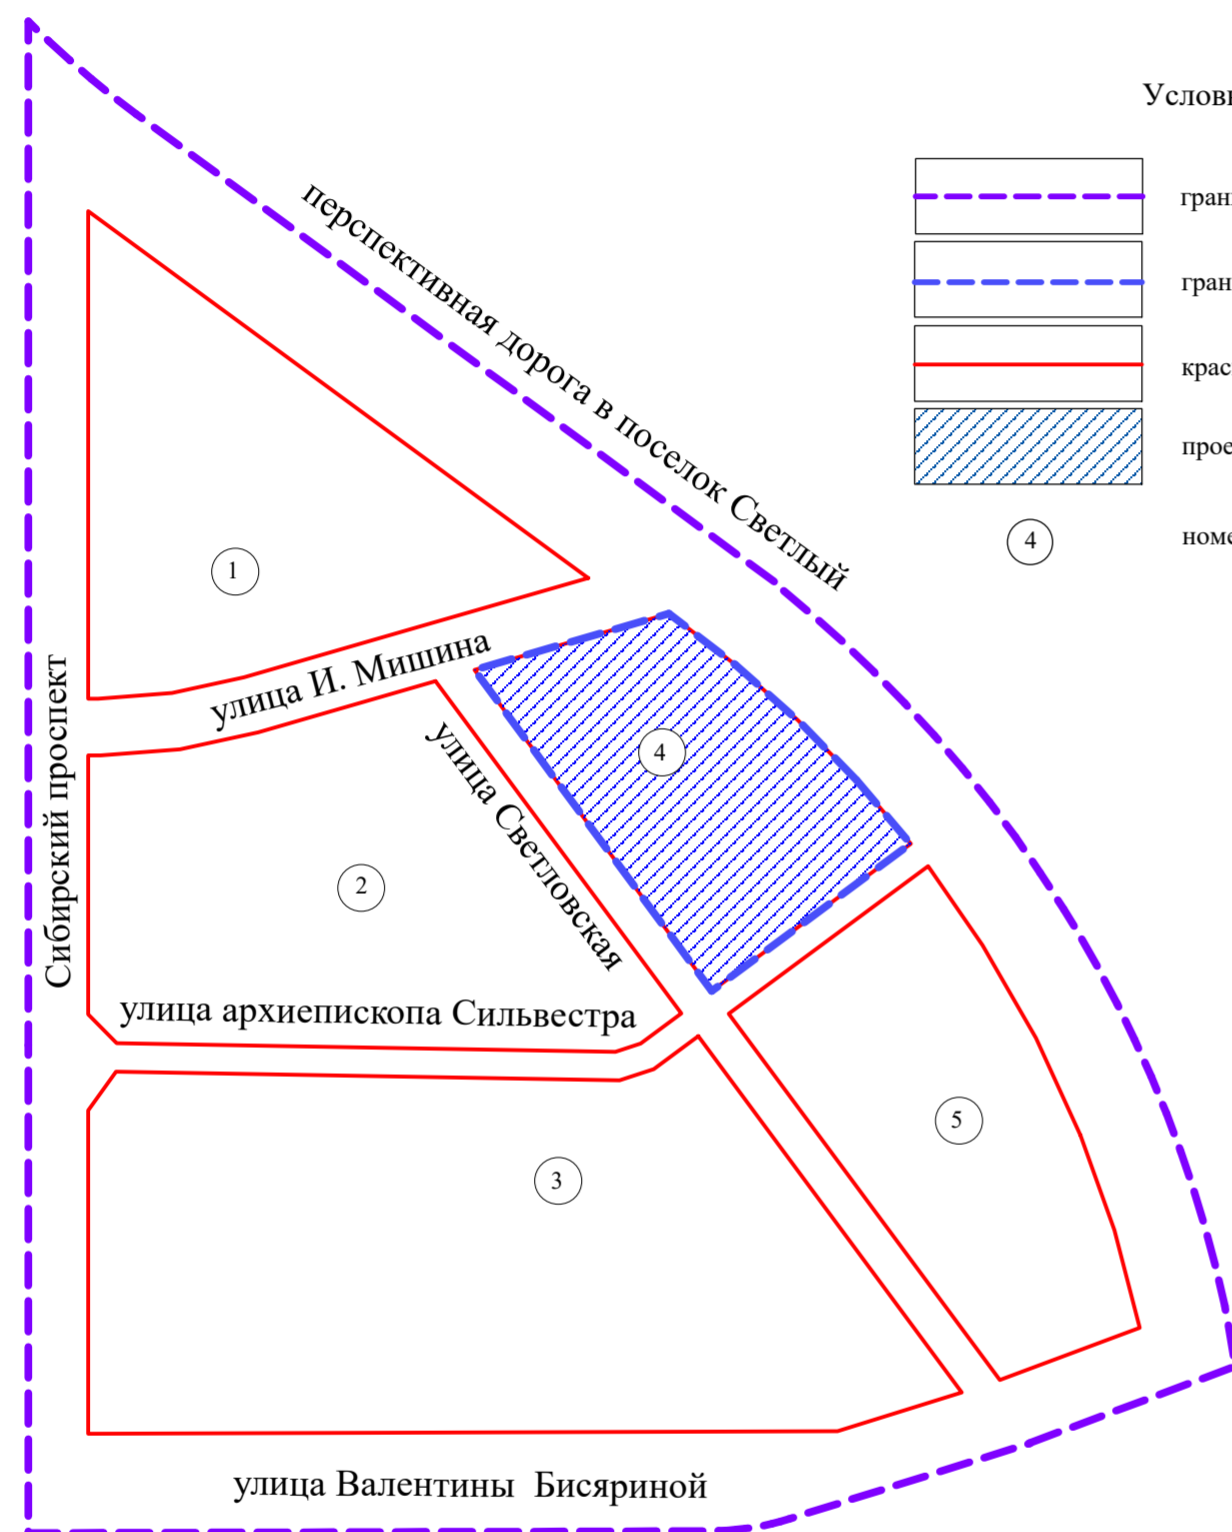 перспективная дорога в поселок Светлый
4
1
улица И. Мишина
Сибирский проспект
улица Светловская
4
2
улица архиепископа Сильвестра
5
3
улица Валентины Бисяриной